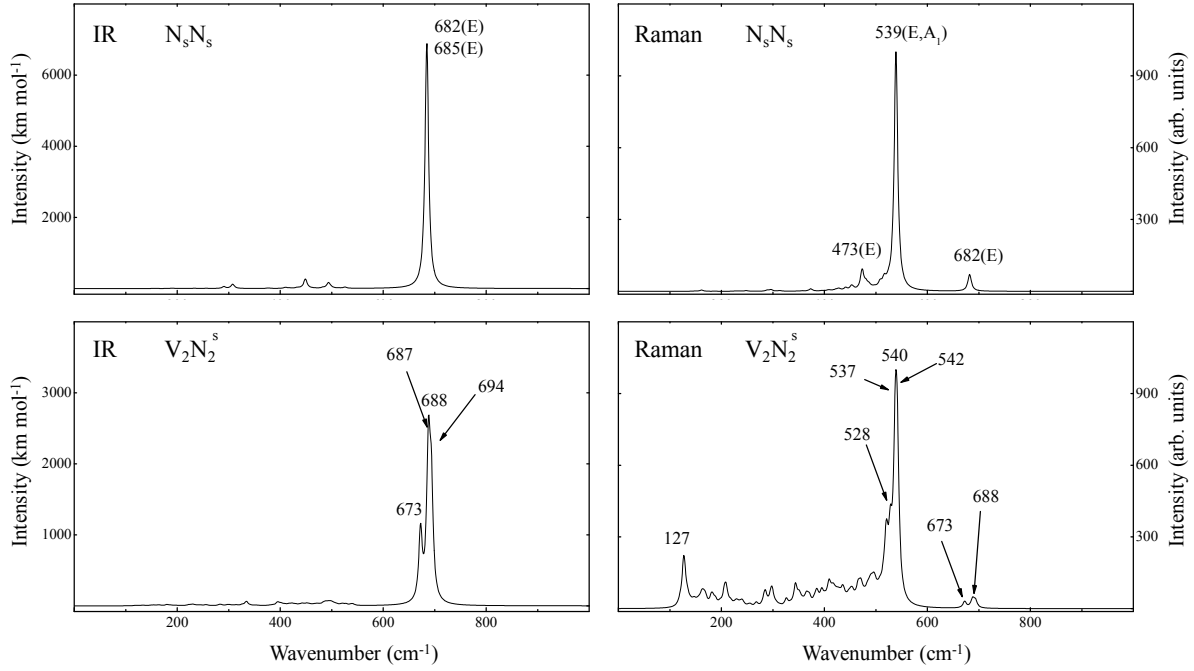 IR NₛNₛ
682(E)
685(E)
Intensity (km mol⁻¹)
6000
4000
2000
Raman NₛNₛ
539(E,A₁)
473(E)
682(E)
Intensity (arb. units)
900
600
300
IR V₂N₂ˢ
687
688
694
673
Intensity (km mol⁻¹)
3000
2000
1000
200 400 600 800
Wavenumber (cm⁻¹)
Raman V₂N₂ˢ
540
537
542
528
127
673
688
Intensity (arb. units)
900
600
300
200 400 600 800
Wavenumber (cm⁻¹)